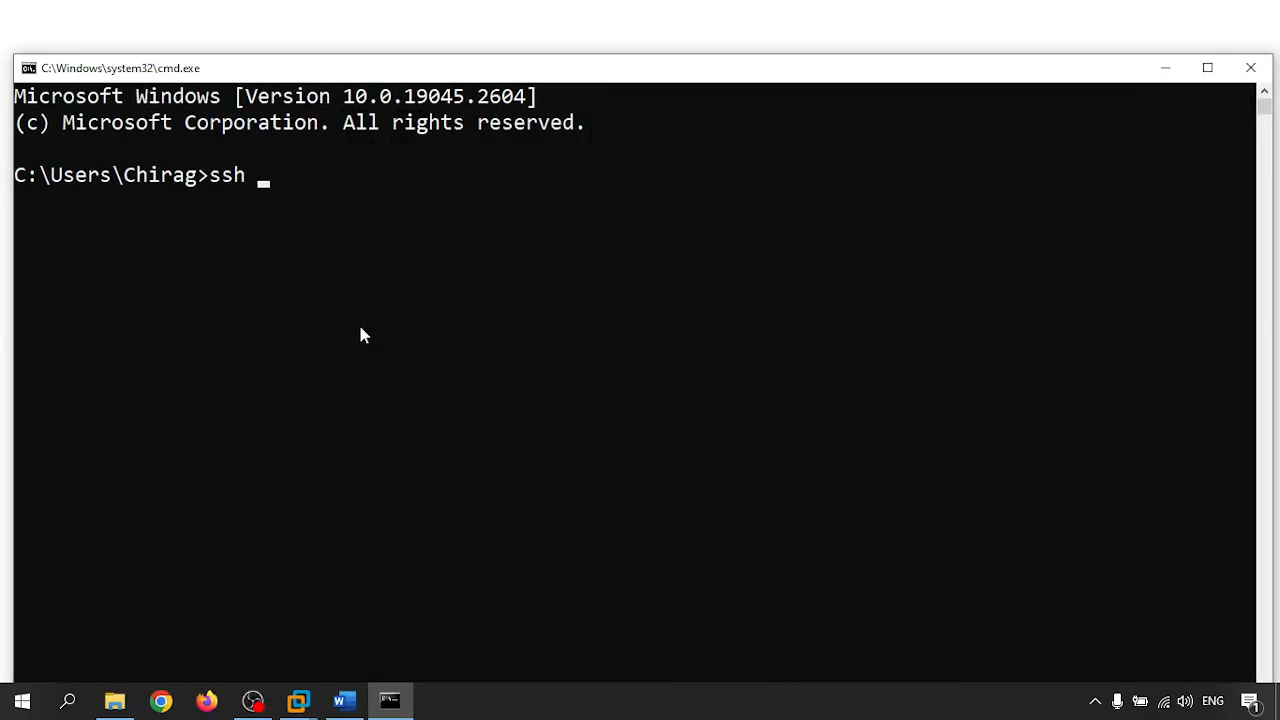 C:\Windows\system32\cmd.exe
Microsoft Windows [Version 10.0.19045.2604]
(c) Microsoft Corporation. All rights reserved.
C:\Users\Chirag>ssh
ENG
1